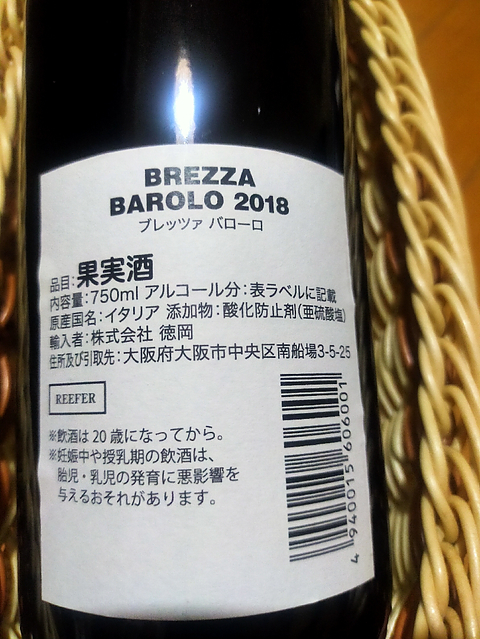 BREZZA
BAROLO 2018
ブレッツァ バローロ
品目:果実酒
内容量:750ml アルコール分:表ラベルに記載
原産国名:イタリア 添加物:酸化防止剤(亜硫酸塩)
輸入者:株式会社 徳岡
住所及び引取先:大阪府大阪市中央区南船場3-5-25
REEFER
※飲酒は20歳になってから。
※妊娠中や授乳期の飲酒は、
胎児・乳児の発育に悪影響を
与えるおそれがあります。
4 940015 606001